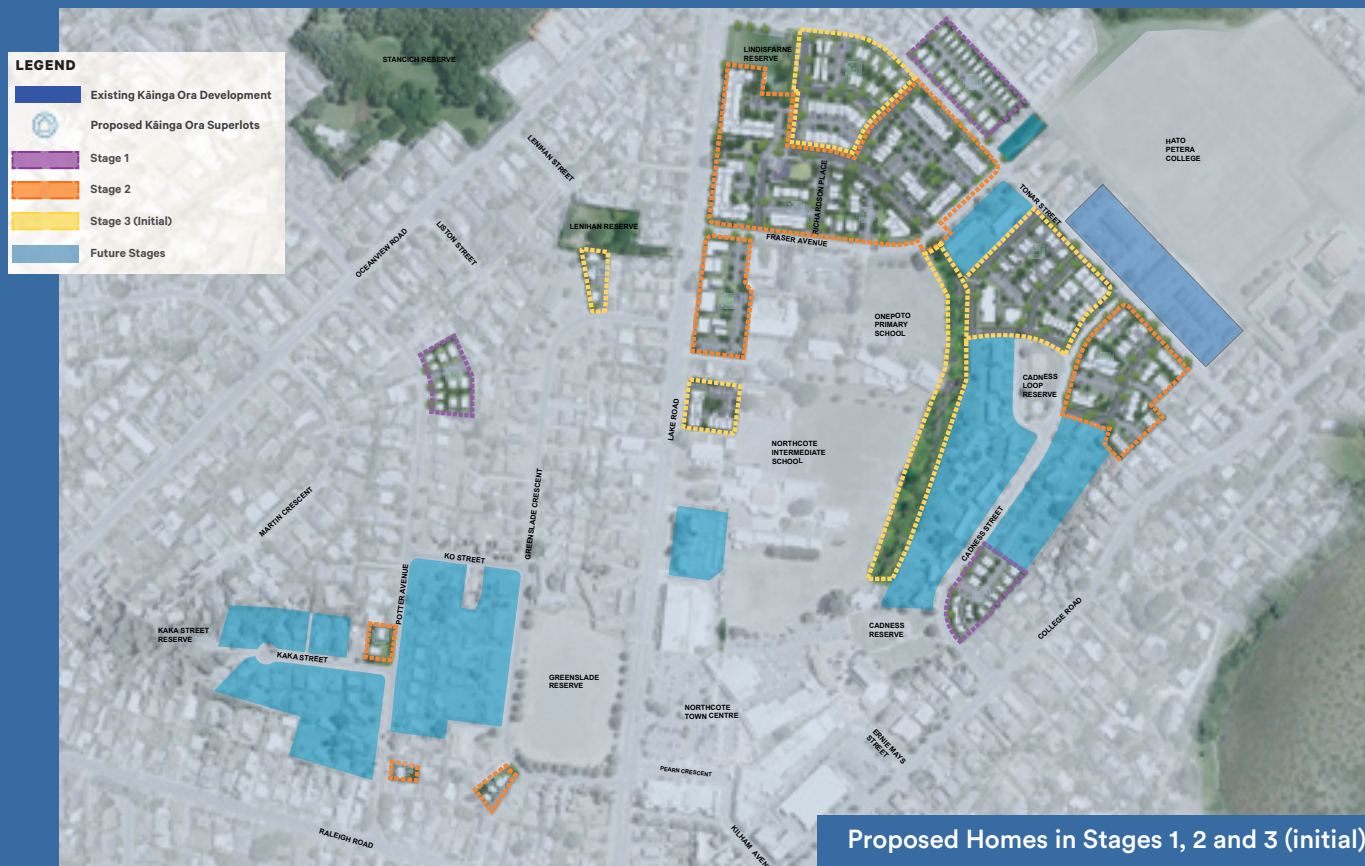 LEGEND
Existing Kāinga Ora Development
Proposed Kāinga Ora Superlots
Stage 1
Stage 2
Stage 3 (Initial)
Future Stages
STANCICH RESERVE
LINDISFARNE
RESERVE
HATO
PETERA
COLLEGE
LENIHAN STREET
TONAR STREET
RICHARDSON PLACE
LENIHAN RESERVE
FRASER AVENUE
LISTON STREET
OCEANVIEW ROAD
ONEPOTO
PRIMARY
SCHOOL
CADNESS
LOOP
RESERVE
LAKE ROAD
NORTHCOTE
INTERMEDIATE
SCHOOL
MARTIN CRESCENT
GREENSLADE CRESCENT
CADNESS STREET
KO STREET
POTTER AVENUE
COLLEGE ROAD
KAKA STREET
RESERVE
KAKA STREET
CADNESS
RESERVE
GREENSLADE
RESERVE
NORTHCOTE
TOWN CENTRE
ERNIE MAYS
STREET
PEARN CRESCENT
RALEIGH ROAD
KILHAM AVEN
Proposed Homes in Stages 1, 2 and 3 (initial)